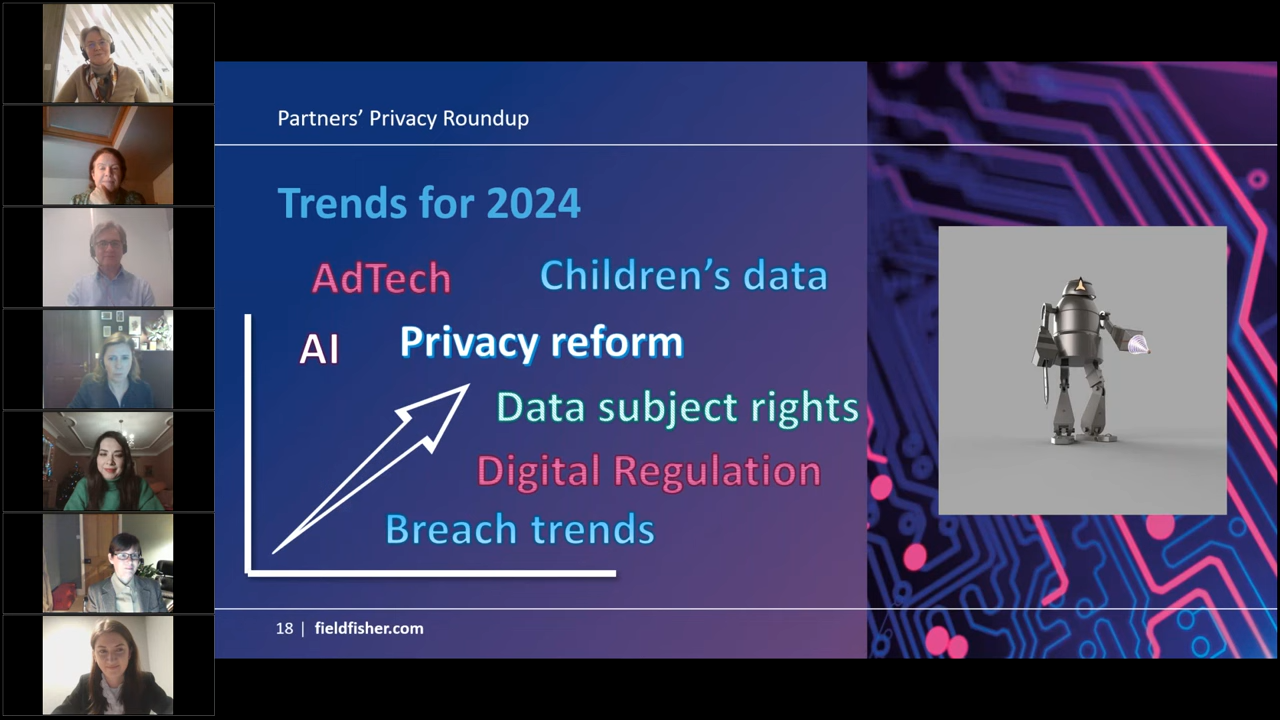 Partners’ Privacy Roundup
Trends for 2024
AdTech
Children’s data
AI
Privacy reform
Data subject rights
Digital Regulation
Breach trends
18 | fieldfisher.com